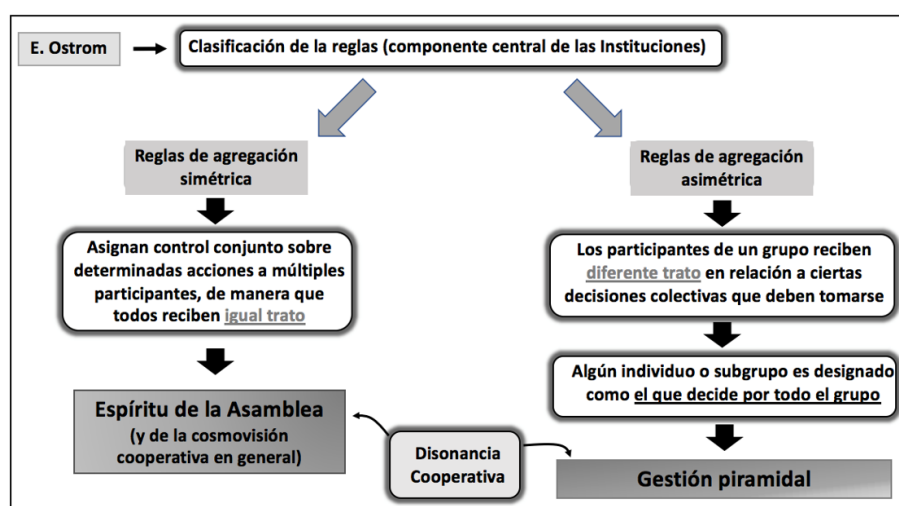 E. Ostrom
Clasificación de la reglas (componente central de las Instituciones)
Reglas de agregación
simétrica
Asignan control conjunto sobre
determinadas acciones a múltiples
participantes, de manera que
todos reciben igual trato
Espíritu de la Asamblea
(y de la cosmovisión
cooperativa en general)
Reglas de agregación
asimétrica
Los participantes de un grupo reciben
diferente trato en relación a ciertas
decisiones colectivas que deben tomarse
Algún individuo o subgrupo es designado
como el que decide por todo el grupo
Gestión piramidal
Disonancia
Cooperativa